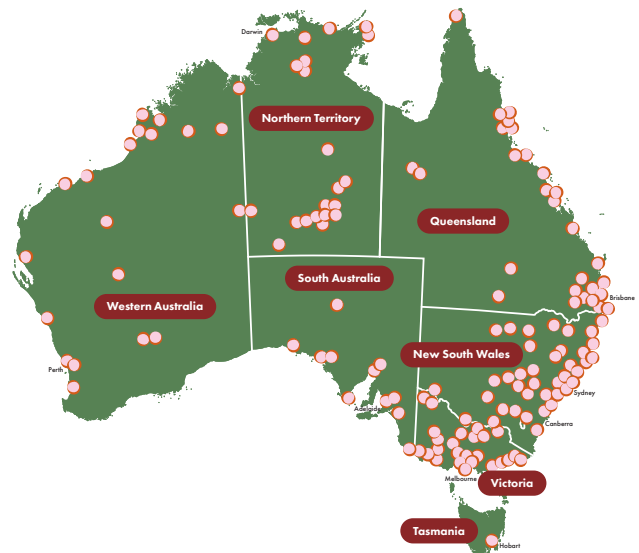 Darwin
Northern Territory
Queensland
South Australia
Western Australia
Brisbane
New South Wales
Perth
Sydney
Adelaide
Canberra
Melbourne
Victoria
Tasmania
Hobart